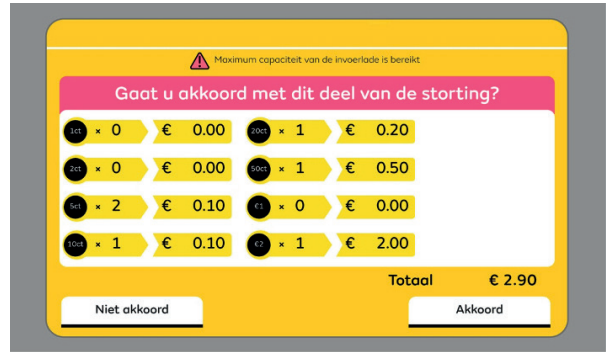 Maximum capaciteit van de invoerlade is bereikt
Gaat u akkoord met dit deel van de storting?
1ct × 0 € 0.00 20ct × 1 € 0.20
2ct × 0 € 0.00 50ct × 1 € 0.50
5ct × 2 € 0.10 €1 × 0 € 0.00
10ct × 1 € 0.10 €2 × 1 € 2.00
Totaal € 2.90
Niet akkoord Akkoord